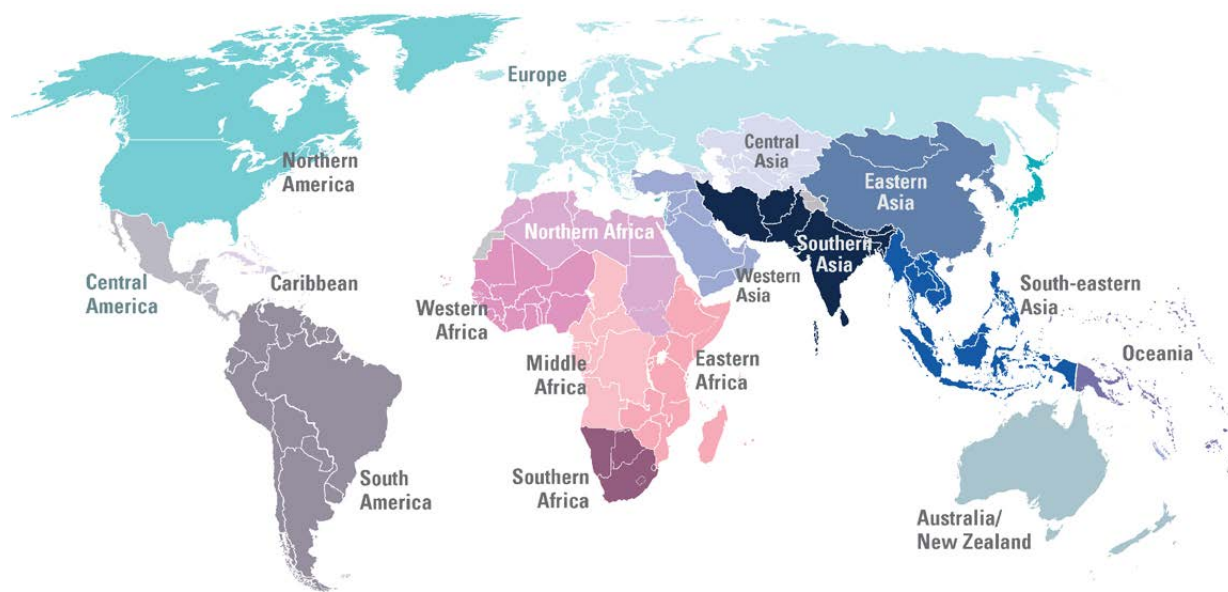 Europe
Northern
America
Central
Asia
Eastern
Asia
Northern Africa
Southern
Asia
Western
Asia
Central
America
Caribbean
South-eastern
Asia
Western
Africa
Middle
Africa
Eastern
Africa
Oceania
South
America
Southern
Africa
Australia/
New Zealand